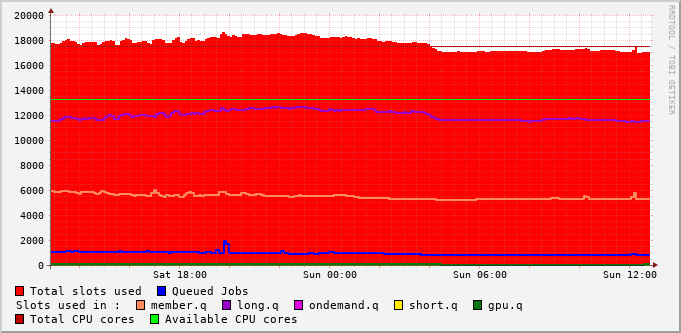 20000
18000
16000
14000
12000
10000
8000
6000
4000
2000
0
Sat 18:00 Sun 00:00 Sun 06:00 Sun 12:00
RRDTOOL / TOBI OETIKER
Total slots used Queued Jobs
Slots used in : member.q long.q ondemand.q short.q gpu.q
Total CPU cores Available CPU cores